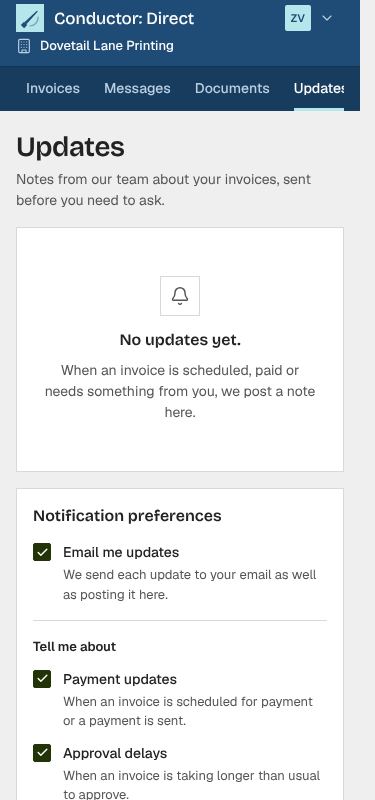 Conductor: Direct
ZV
Dovetail Lane Printing
Invoices Messages Documents Updates
Updates
Notes from our team about your invoices, sent
before you need to ask.
No updates yet.
When an invoice is scheduled, paid or
needs something from you, we post a note
here.
Notification preferences
Email me updates
We send each update to your email as well
as posting it here.
Tell me about
Payment updates
When an invoice is scheduled for payment
or a payment is sent.
Approval delays
When an invoice is taking longer than usual
to approve.